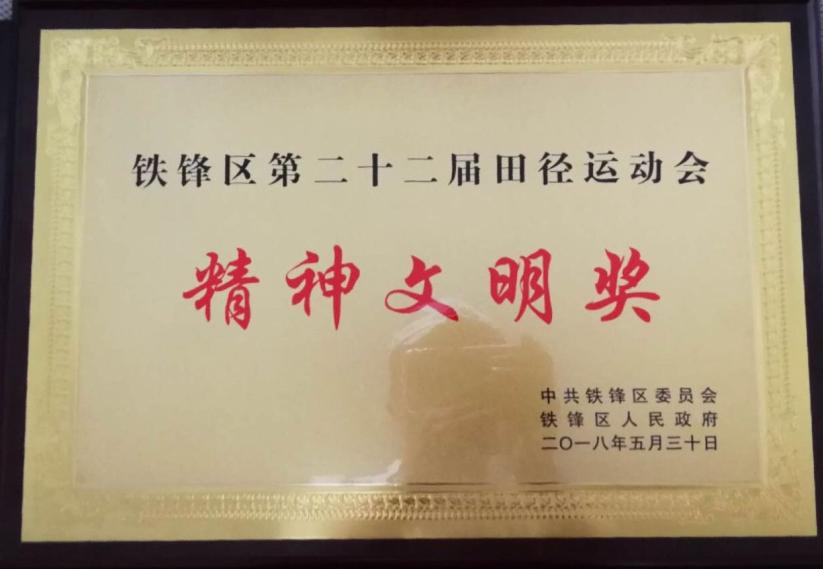 铁锋区第二十二届田径运动会
精神文明奖
中共铁锋区委员会
铁锋区人民政府
二〇一八年五月三十日